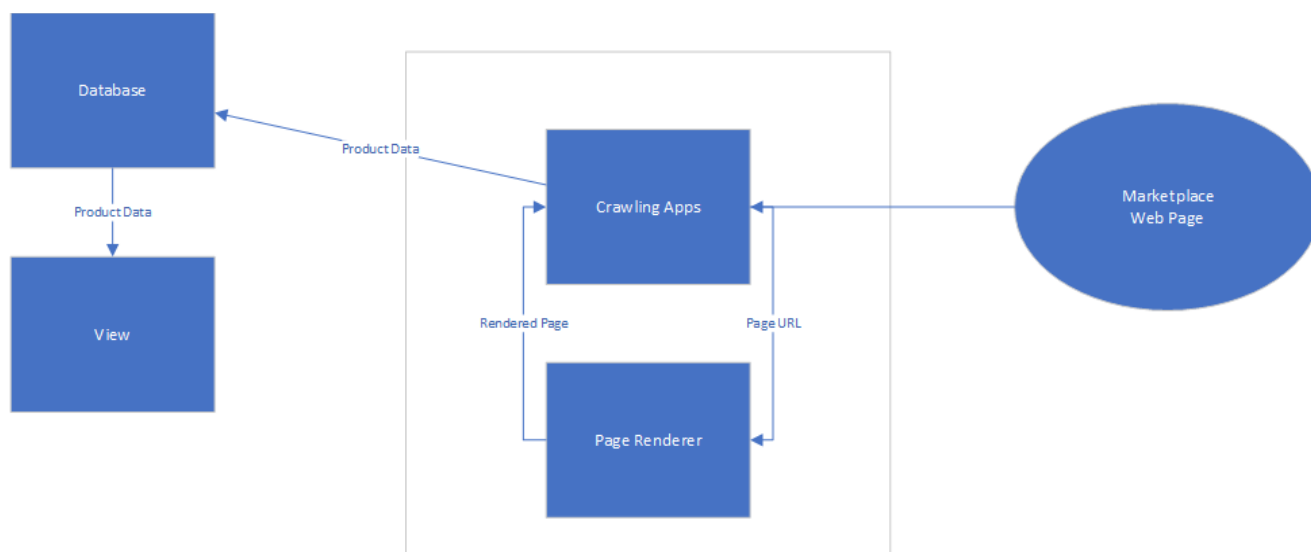 Database
Product Data
Crawling Apps
Marketplace
Web Page
Product Data
View
Rendered Page
Page URL
Page Renderer